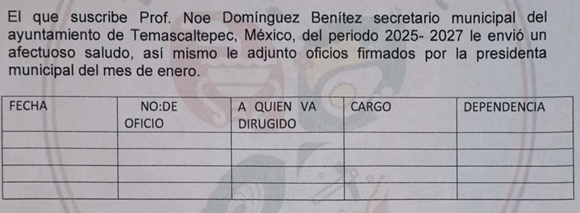 El que suscribe Prof. Noe Domínguez Benítez secretario municipal del
ayuntamiento de Temascaltepec, México, del periodo 2025- 2027 le envió un
afectuoso saludo, así mismo le adjunto oficios firmados por la presidenta
municipal del mes de enero.
FECHA NO:DE A QUIEN VA CARGO DEPENDENCIA
OFICIO DIRUGIDO